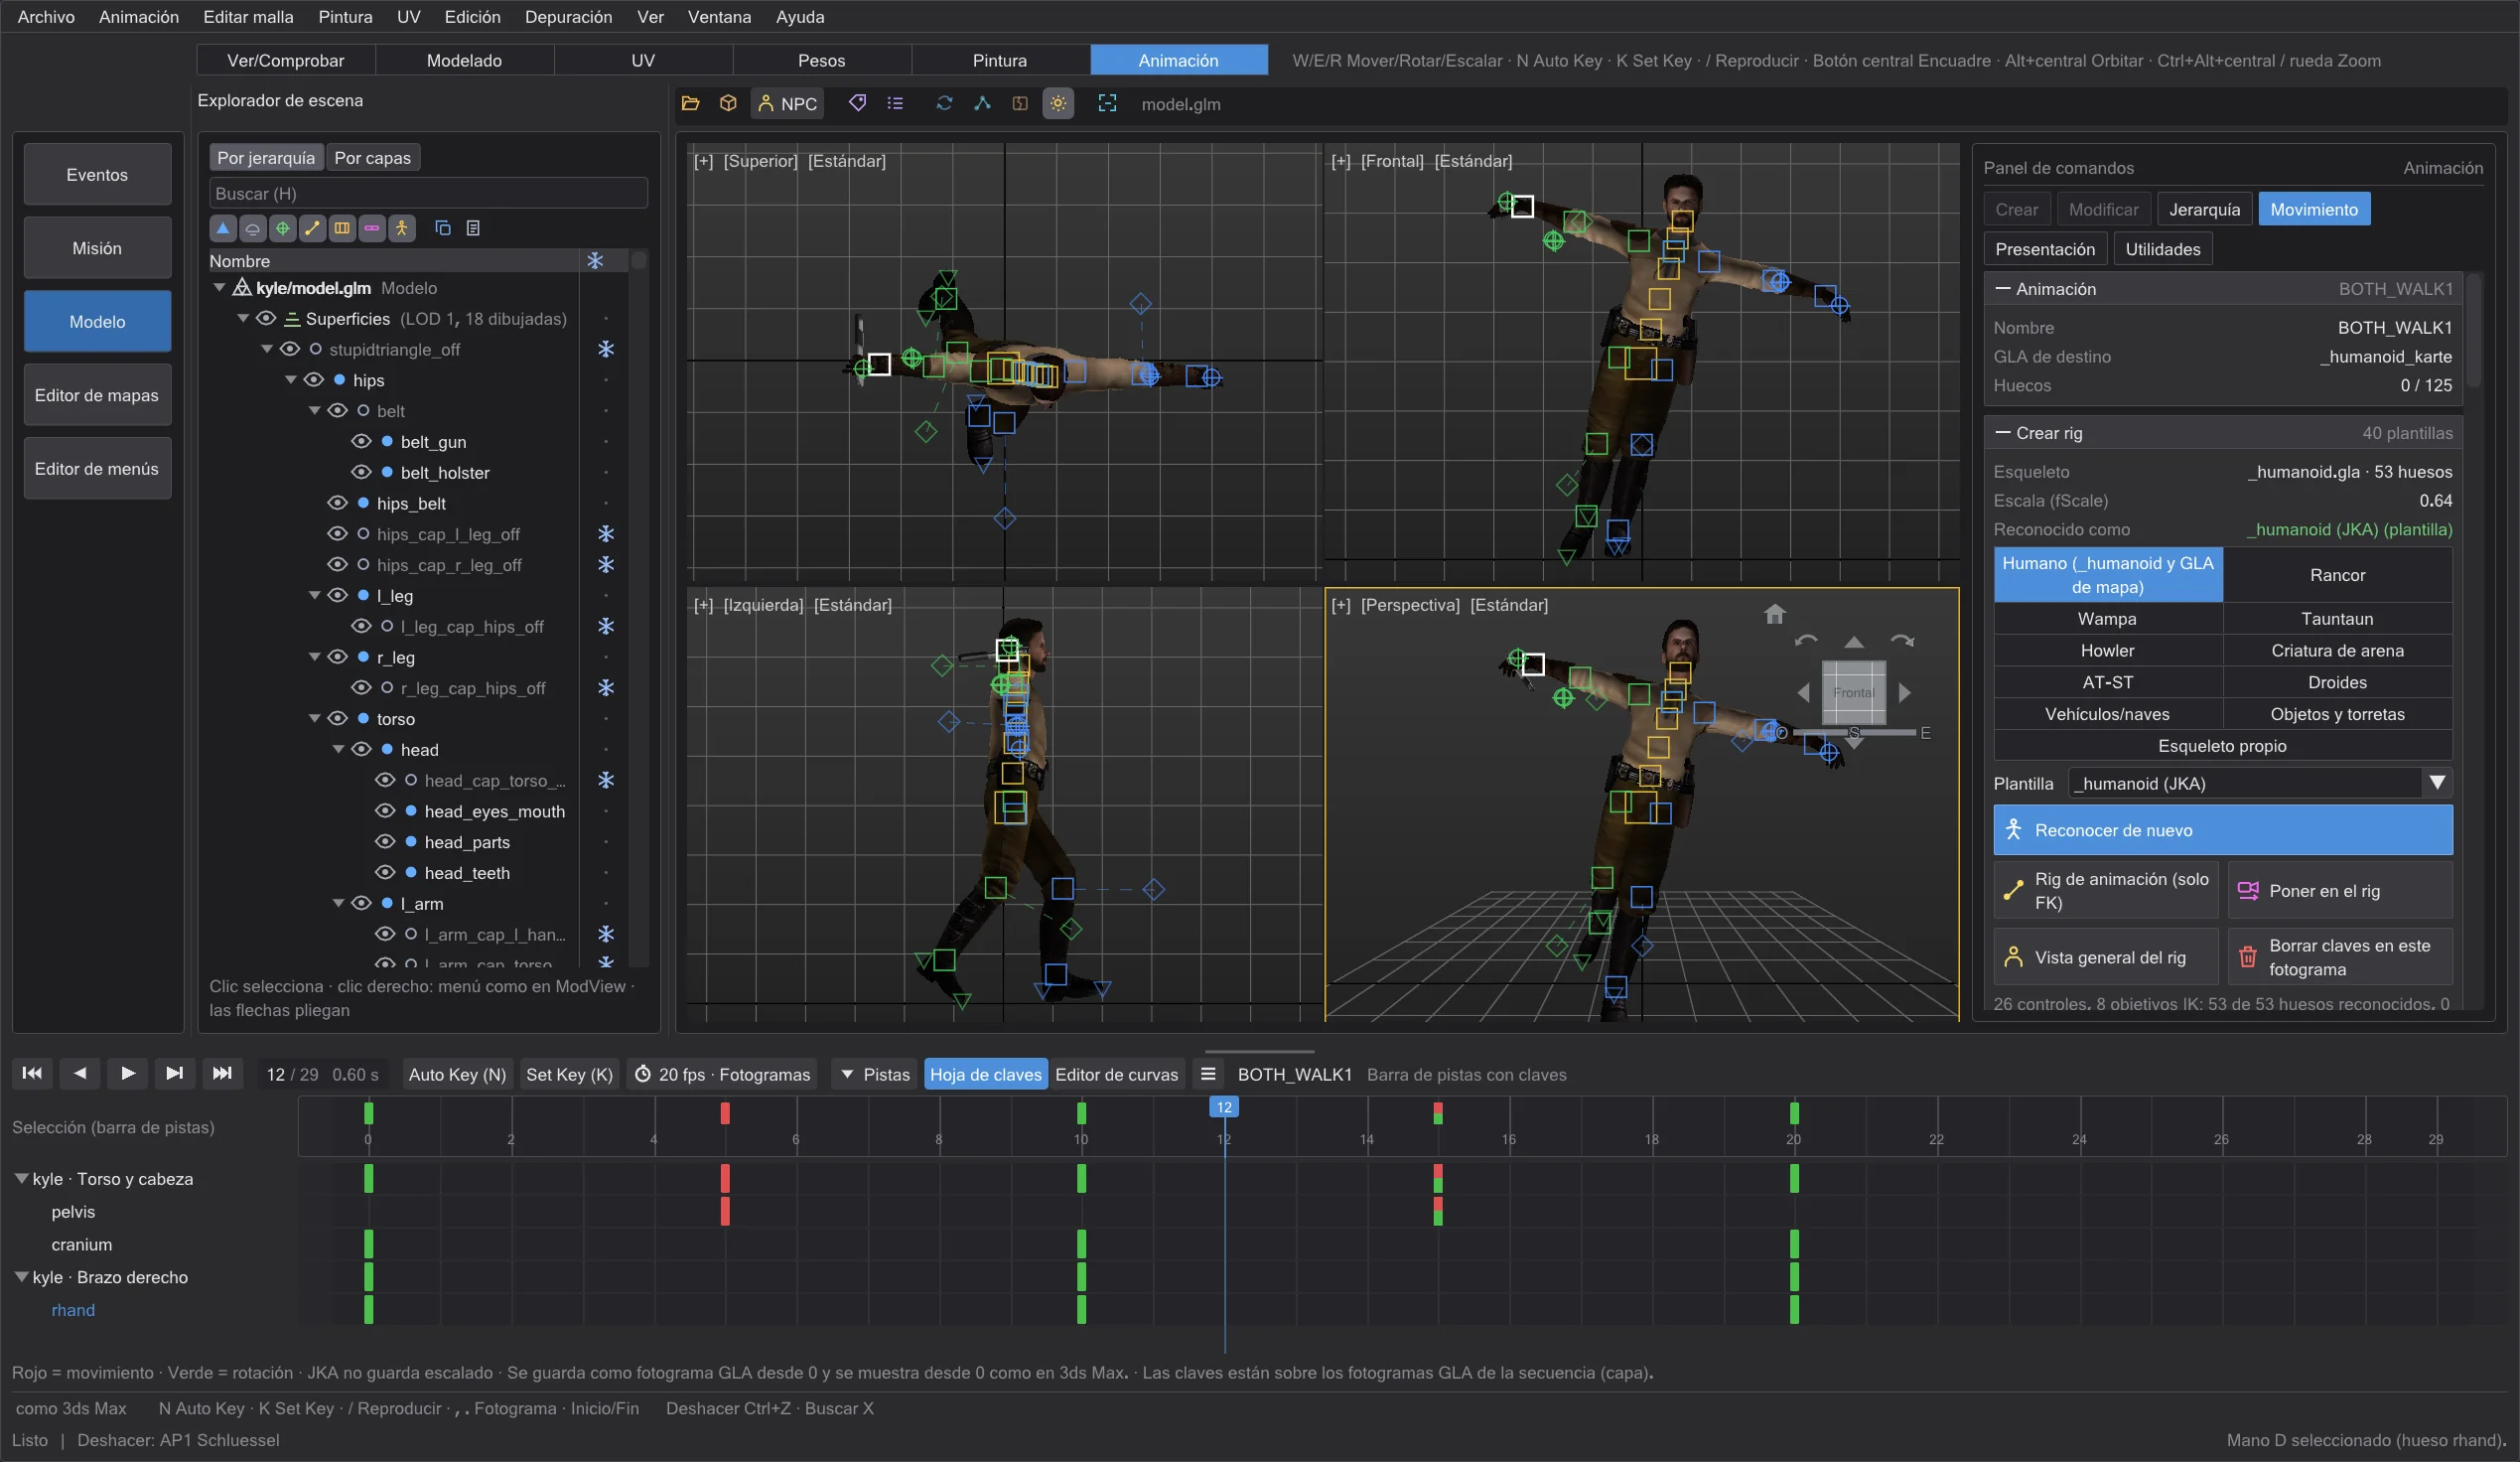 Archivo Animación Editar malla Pintura UV Edición Depuración Ver Ventana Ayuda
Ver/Comprobar Modelado UV Pesos Pintura Animación W/E/R Mover/Rotar/Escalar · N Auto Key · K Set Key · / Reproducir · Botón central Encuadre · Alt+central Orbitar · Ctrl+Alt+central / rueda Zoom
Explorador de escena
NPC model.glm
Eventos
Misión
Modelo
Editor de mapas
Editor de menús
Por jerarquía Por capas
Buscar (H)
Nombre
kyle/model.glm Modelo
Superficies (LOD 1, 18 dibujadas)
stupidtriangle_off
hips
belt
belt_gun
belt_holster
hips_belt
hips_cap_l_leg_off
hips_cap_r_leg_off
l_leg
l_leg_cap_hips_off
r_leg
r_leg_cap_hips_off
torso
head
head_cap_torso_...
head_eyes_mouth
head_parts
head_teeth
l_arm
l_arm_cap_l_han...
l_arm_cap_torso
Clic selecciona · clic derecho: menú como en ModView ·
las flechas pliegan
[+] [Superior] [Estándar]
[+] [Frontal] [Estándar]
[+] [Izquierda] [Estándar]
[+] [Perspectiva] [Estándar]
Frontal
O S E
Panel de comandos Animación
Crear Modificar Jerarquía Movimiento
Presentación Utilidades
Animación BOTH_WALK1
Nombre BOTH_WALK1
GLA de destino _humanoid_karte
Huecos 0 / 125
Crear rig 40 plantillas
Esqueleto _humanoid.gla · 53 huesos
Escala (fScale) 0.64
Reconocido como _humanoid (JKA) (plantilla)
Humano (_humanoid y GLA
de mapa)
Rancor
Wampa Tauntaun
Howler Criatura de arena
AT-ST Droides
Vehículos/naves Objetos y torretas
Esqueleto propio
Plantilla _humanoid (JKA)
Reconocer de nuevo
Rig de animación (solo
FK)
Poner en el rig
Vista general del rig
Borrar claves en este
fotograma
26 controles, 8 objetivos IK: 53 de 53 huesos reconocidos, 0
12 / 29 0.60 s Auto Key (N) Set Key (K) 20 fps · Fotogramas Pistas Hoja de claves Editor de curvas BOTH_WALK1 Barra de pistas con claves
12
Selección (barra de pistas)
0 2 4 6 8 10 12 14 16 18 20 22 24 26 28 29
kyle · Torso y cabeza
pelvis
cranium
kyle · Brazo derecho
rhand
Rojo = movimiento · Verde = rotación · JKA no guarda escalado · Se guarda como fotograma GLA desde 0 y se muestra desde 0 como en 3ds Max. · Las claves están sobre los fotogramas GLA de la secuencia (capa).
como 3ds Max N Auto Key · K Set Key · / Reproducir · , . Fotograma · Inicio/Fin Deshacer Ctrl+Z · Buscar X
Listo | Deshacer: AP1 Schluessel
Mano D seleccionado (hueso rhand).